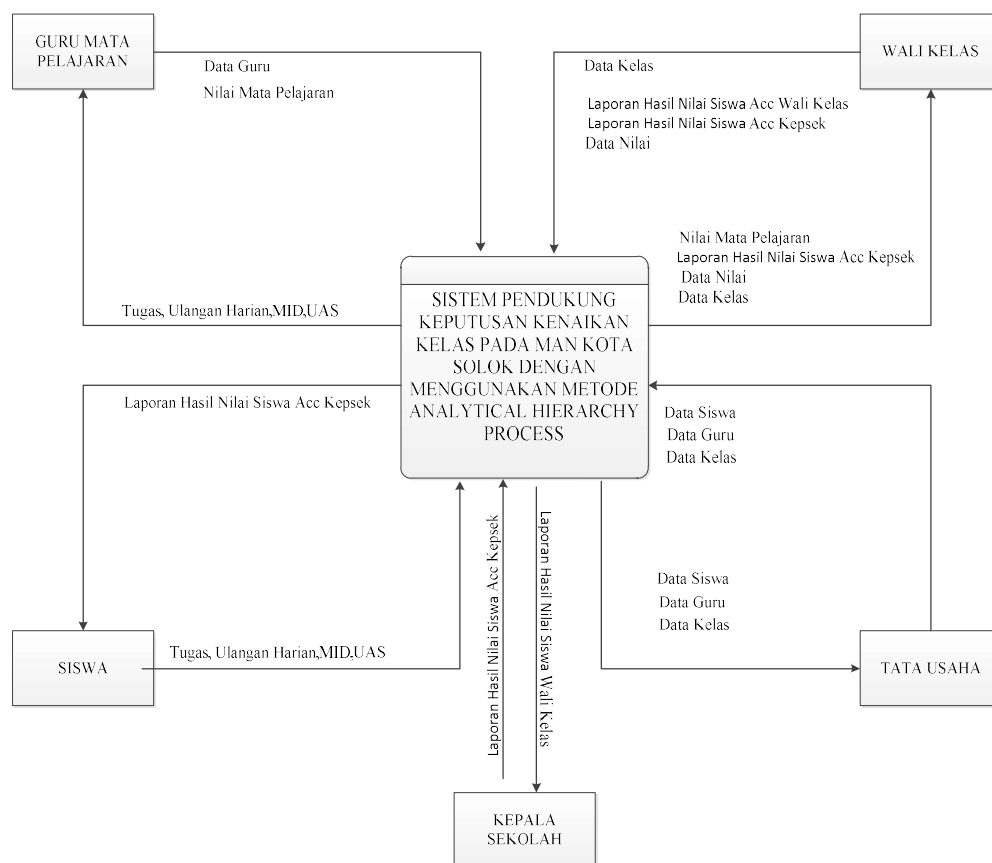 GURU MATA
PELAJARAN
Data Guru
Nilai Mata Pelajaran
WALI KELAS
Data Kelas
Laporan Hasil Nilai Siswa Acc Wali Kelas
Laporan Hasil Nilai Siswa Acc Kepsek
Data Nilai
Nilai Mata Pelajaran
Laporan Hasil Nilai Siswa Acc Kepsek
Data Nilai
Data Kelas
Tugas, Ulangan Harian,MID,UAS
SISTEM PENDUKUNG
KEPUTUSAN KENAIKAN
KELAS PADA MAN KOTA
SOLOK DENGAN
MENGGUNAKAN METODE
ANALYTICAL HIERARCHY
PROCESS
Laporan Hasil Nilai Siswa Acc Kepsek
Data Siswa
Data Guru
Data Kelas
Laporan Hasil Nilai Siswa Acc Kepsek
Laporan Hasil Nilai Siswa Wali Kelas
Data Siswa
Data Guru
Data Kelas
SISWA
Tugas, Ulangan Harian,MID,UAS
TATA USAHA
KEPALA
SEKOLAH